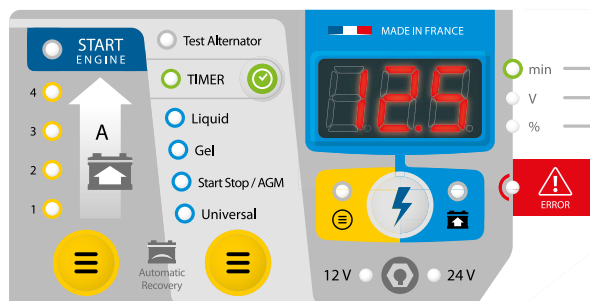 START
ENGINE
4
3
2
1
A
Test Alternator
TIMER
Liquid
Gel
Start Stop / AGM
Universal
Automatic
Recovery
MADE IN FRANCE
12.5
min
V
%
ERROR
12 V
24 V